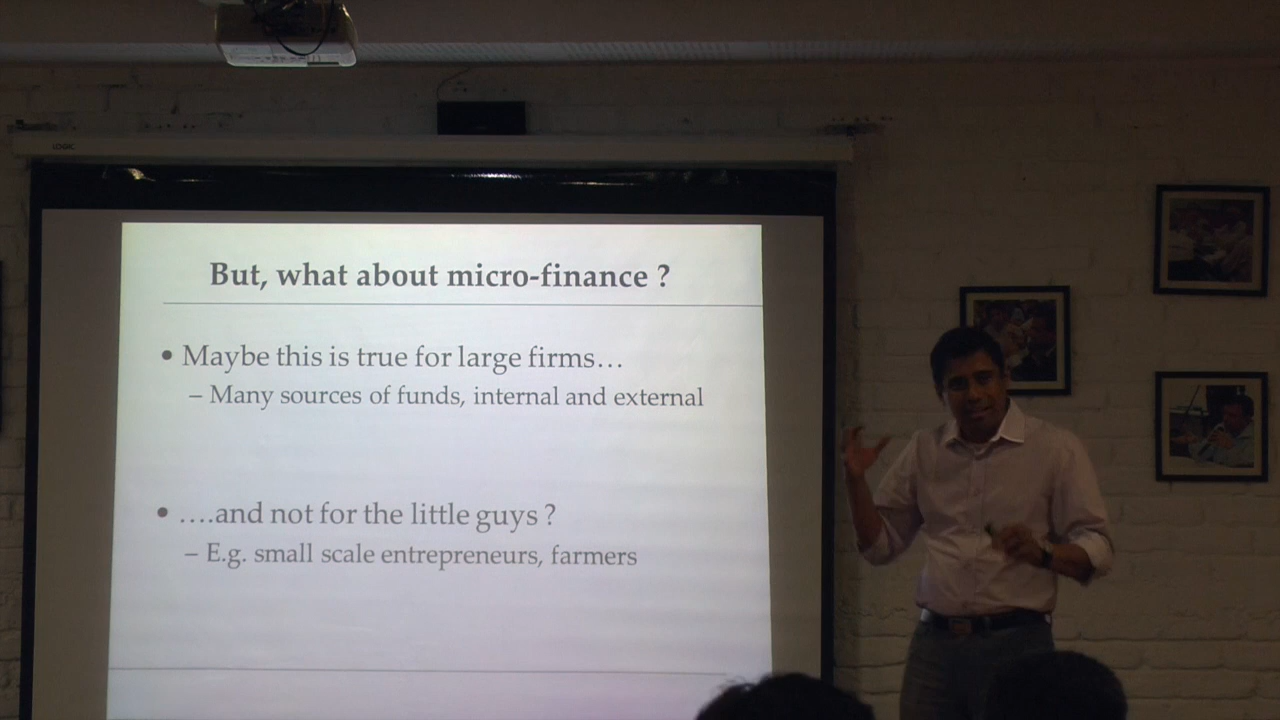 LOGIC
But, what about micro-finance ?
• Maybe this is true for large firms…
– Many sources of funds, internal and external
• ….and not for the little guys ?
– E.g. small scale entrepreneurs, farmers